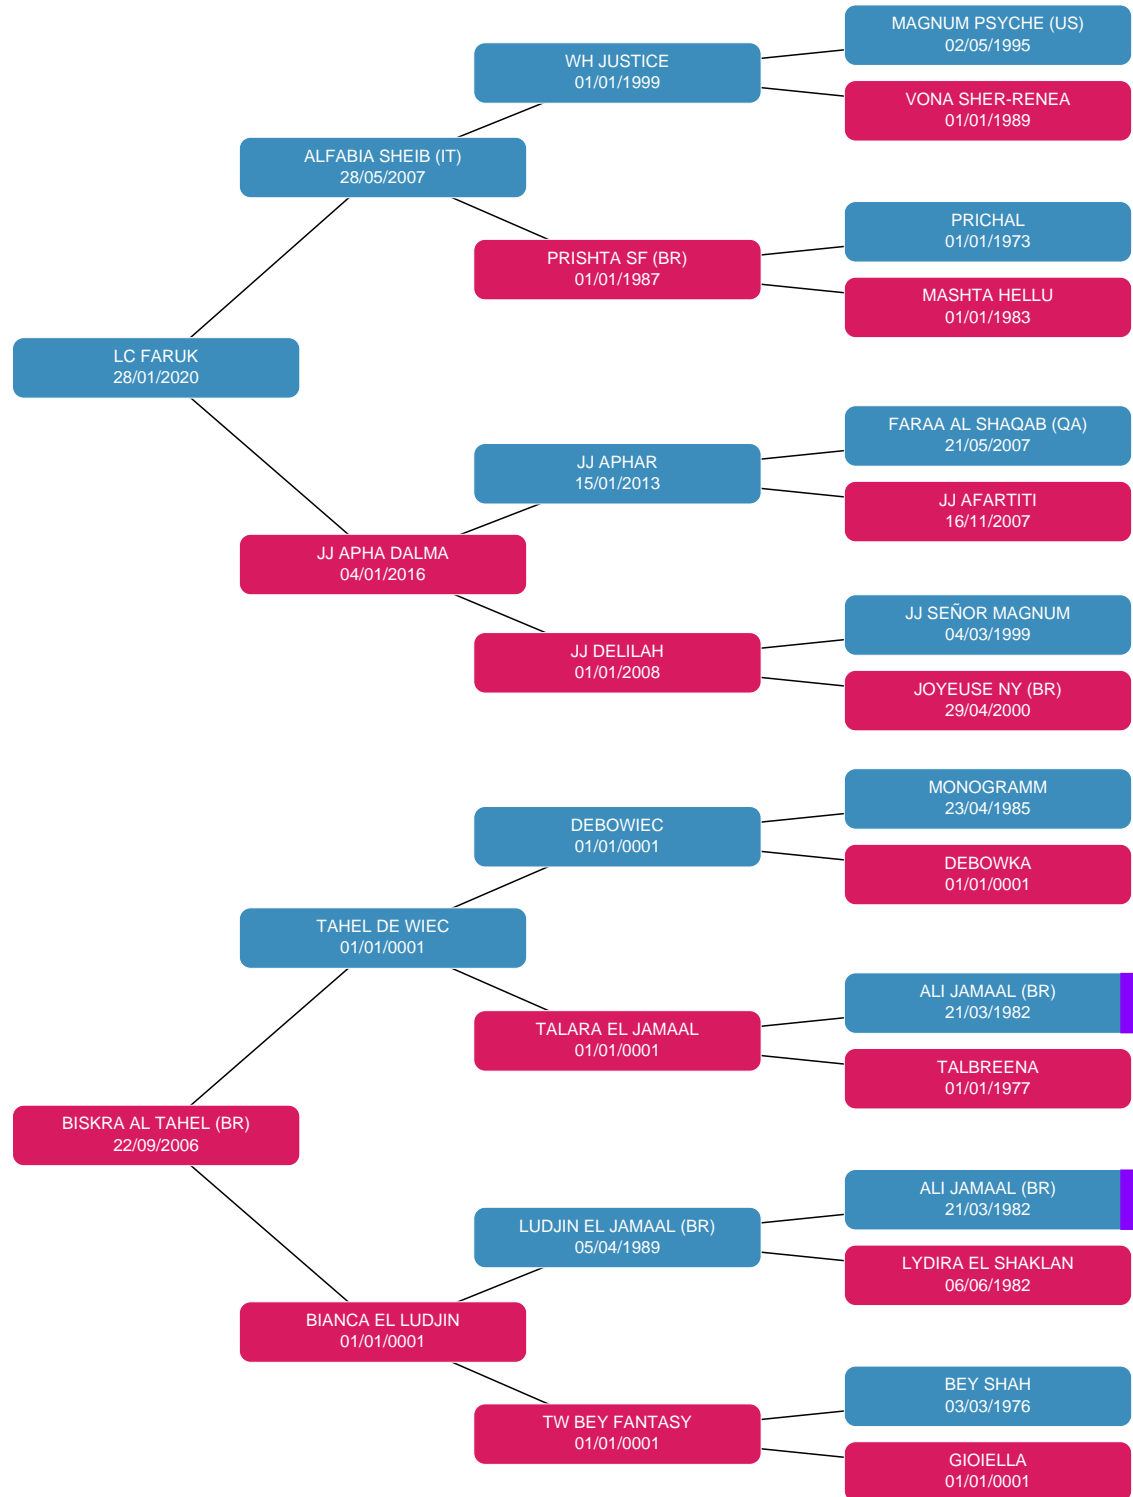 MAGNUM PSYCHE (US)
02/05/1995
WH JUSTICE
01/01/1999
VONA SHER-RENEA
01/01/1989
ALFABIA SHEIB (IT)
28/05/2007
PRICHAL
01/01/1973
PRISHTA SF (BR)
01/01/1987
MASHTA HELLU
01/01/1983
LC FARUK
28/01/2020
FARAA AL SHAQAB (QA)
21/05/2007
JJ APHAR
15/01/2013
JJ AFARTITI
16/11/2007
JJ APHA DALMA
04/01/2016
JJ SEÑOR MAGNUM
04/03/1999
JJ DELILAH
01/01/2008
JOYEUSE NY (BR)
29/04/2000
MONOGRAMM
23/04/1985
DEBOWIEC
01/01/0001
DEBOWKA
01/01/0001
TAHEL DE WIEC
01/01/0001
ALI JAMAAL (BR)
21/03/1982
TALARA EL JAMAAL
01/01/0001
TALBREENA
01/01/1977
BISKRA AL TAHEL (BR)
22/09/2006
ALI JAMAAL (BR)
21/03/1982
LUDJIN EL JAMAAL (BR)
05/04/1989
LYDIRA EL SHAKLAN
06/06/1982
BIANCA EL LUDJIN
01/01/0001
BEY SHAH
03/03/1976
TW BEY FANTASY
01/01/0001
GIOIELLA
01/01/0001